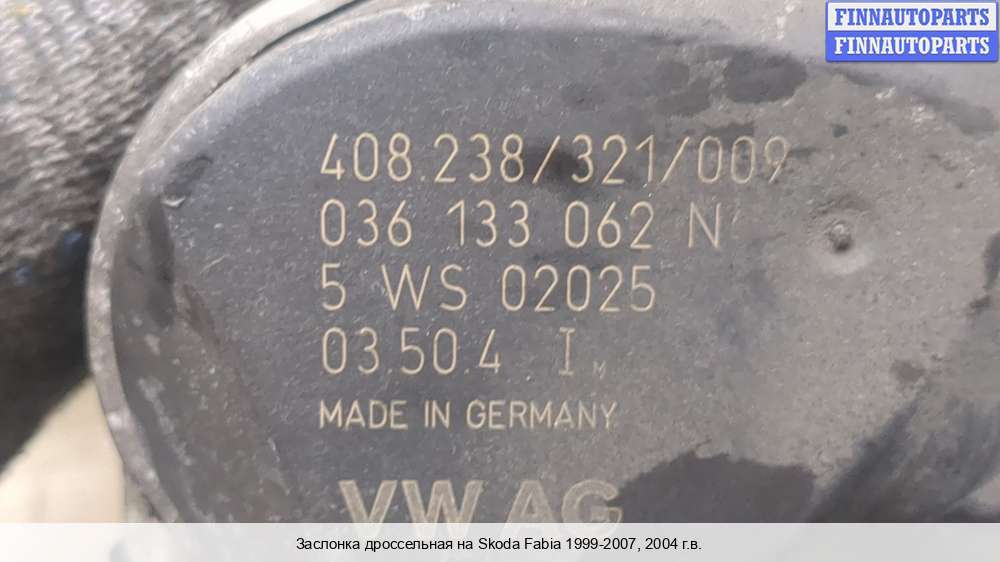 FINNAUTOPARTS
FINNAUTOPARTS
408.238/321/009
036 133 062 N
5 WS 02025
03.50.4 I M
MADE IN GERMANY
VW AG
Заслонка дроссельная на Skoda Fabia 1999-2007, 2004 г.в.